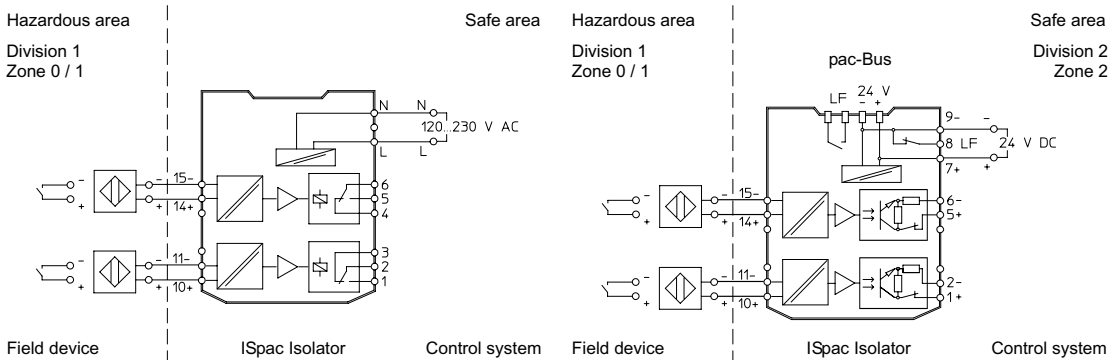 Hazardous area
Safe area
Division 1
Zone 0 / 1
N
N
120...230 V AC
L
L
-
+
-
+
15-
14+
6
5
4
-
+
-
+
11-
10+
3
2
1
Field device
ISpac Isolator
Control system
Hazardous area
Safe area
Division 1
Zone 0 / 1
Division 2
Zone 2
pac-Bus
LF
24 V
- +
9-
-
8 LF
24 V DC
7+
+
-
+
-
+
15-
14+
6-
5+
-
+
-
+
11-
10+
2-
1+
Field device
ISpac Isolator
Control system